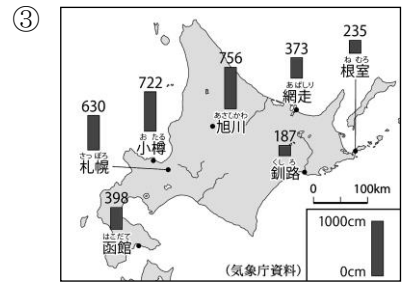 ③
235
ねむろ
根室
373
あばしり
網走
756
あさひかわ
旭川
722
おたる
小樽
630
さっぽろ
札幌
187
くしろ
釧路
398
はこだて
函館
0 100km
1000cm
0cm
(気象庁資料)